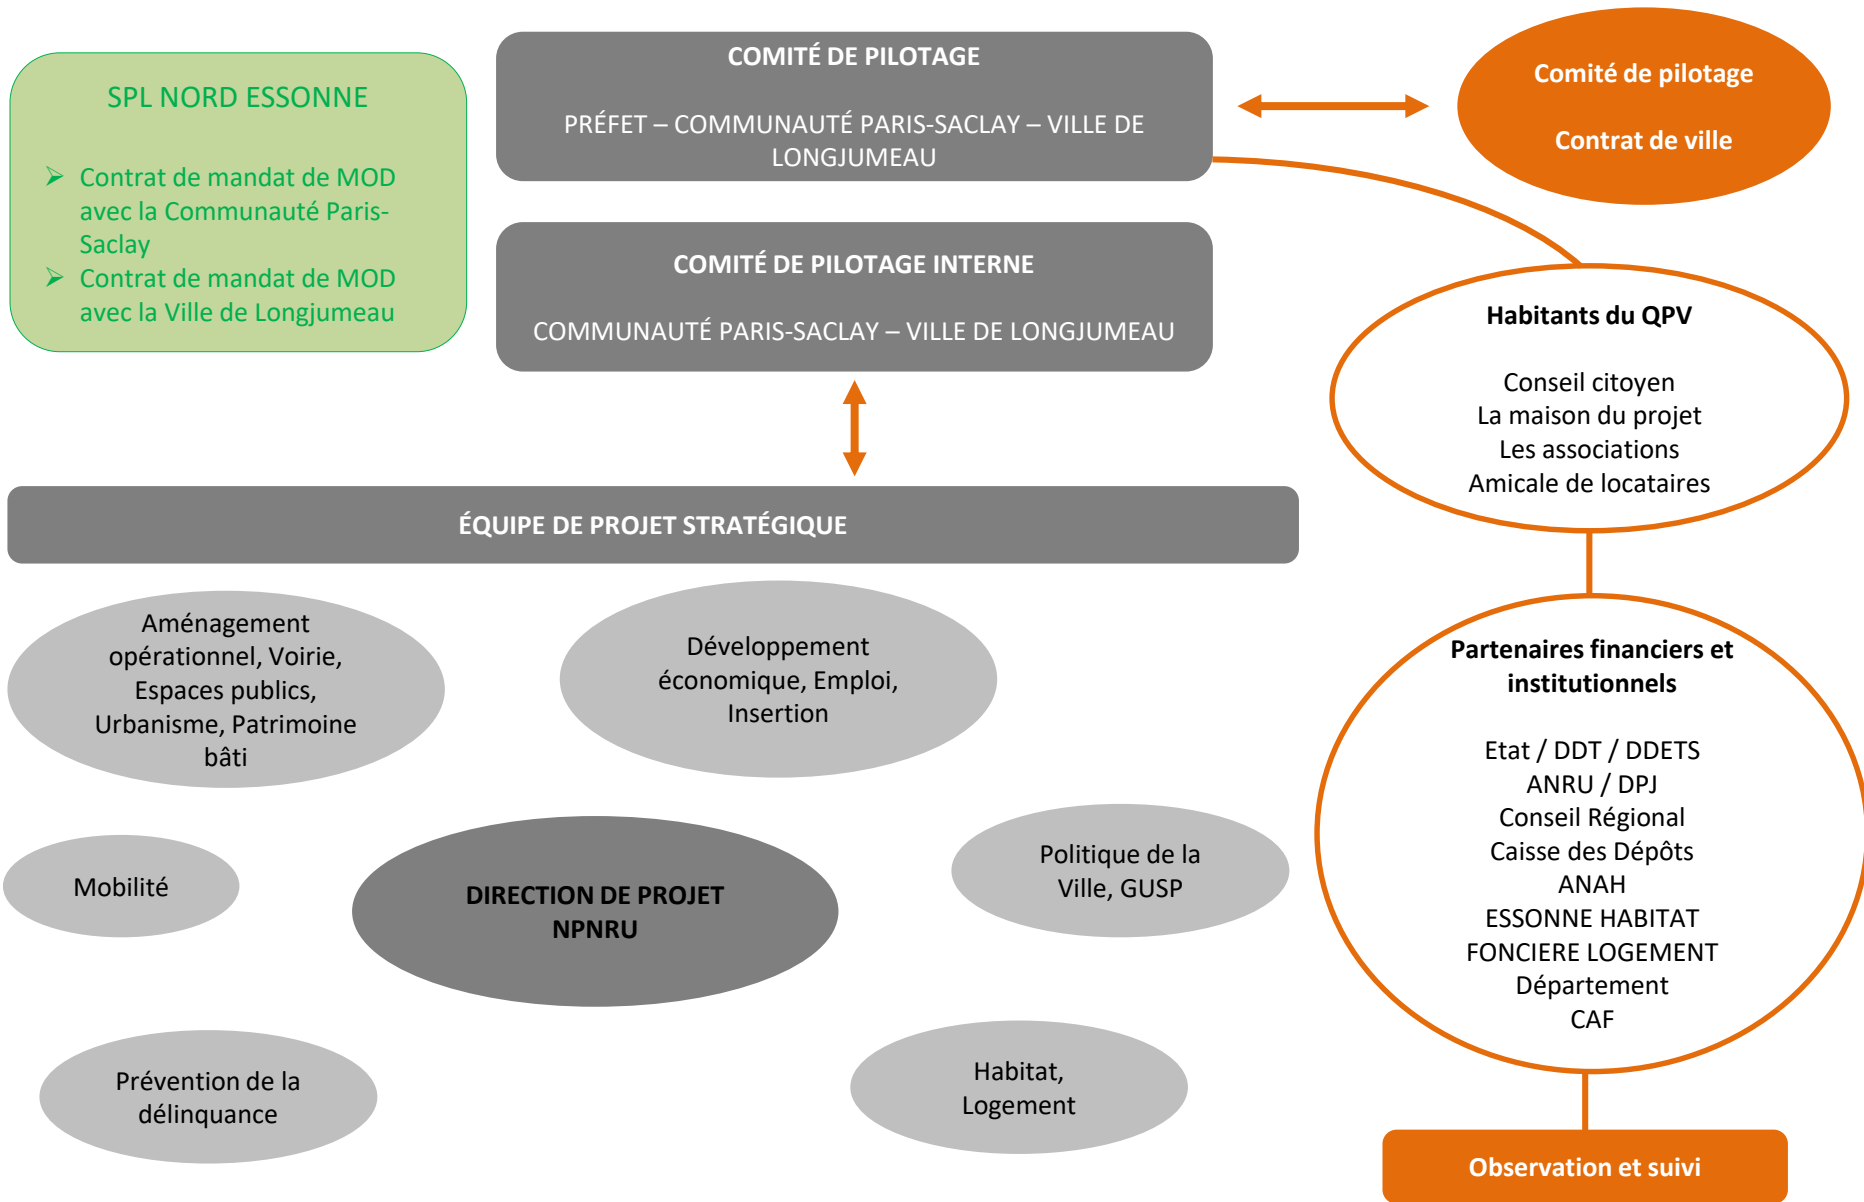 SPL NORD ESSONNE
➢ Contrat de mandat de MOD
avec la Communauté Paris-
Saclay
➢ Contrat de mandat de MOD
avec la Ville de Longjumeau
COMITÉ DE PILOTAGE
PRÉFET – COMMUNAUTÉ PARIS-SACLAY – VILLE DE
LONGJUMEAU
Comité de pilotage
Contrat de ville
COMITÉ DE PILOTAGE INTERNE
COMMUNAUTÉ PARIS-SACLAY – VILLE DE LONGJUMEAU
Habitants du QPV
Conseil citoyen
La maison du projet
Les associations
Amicale de locataires
ÉQUIPE DE PROJET STRATÉGIQUE
Aménagement
opérationnel, Voirie,
Espaces publics,
Urbanisme, Patrimoine
bâti
Développement
économique, Emploi,
Insertion
Mobilité
DIRECTION DE PROJET
NPNRU
Politique de la
Ville, GUSP
Prévention de la
délinquance
Habitat,
Logement
Partenaires financiers et
institutionnels
Etat / DDT / DDETS
ANRU / DPJ
Conseil Régional
Caisse des Dépôts
ANAH
ESSONNE HABITAT
FONCIERE LOGEMENT
Département
CAF
Observation et suivi